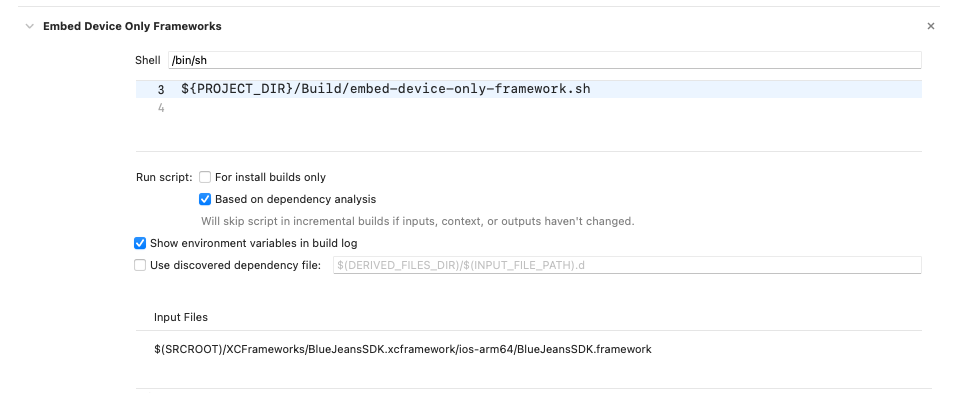 Embed Device Only Frameworks
Shell /bin/sh
3 ${PROJECT_DIR}/Build/embed-device-only-framework.sh
4
Run script: For install builds only
Based on dependency analysis
Will skip script in incremental builds if inputs, context, or outputs haven't changed.
Show environment variables in build log
Use discovered dependency file: $(DERIVED_FILES_DIR)/$(INPUT_FILE_PATH).d
Input Files
$(SRCROOT)/XCFrameworks/BlueJeansSDK.xcframework/ios-arm64/BlueJeansSDK.framework